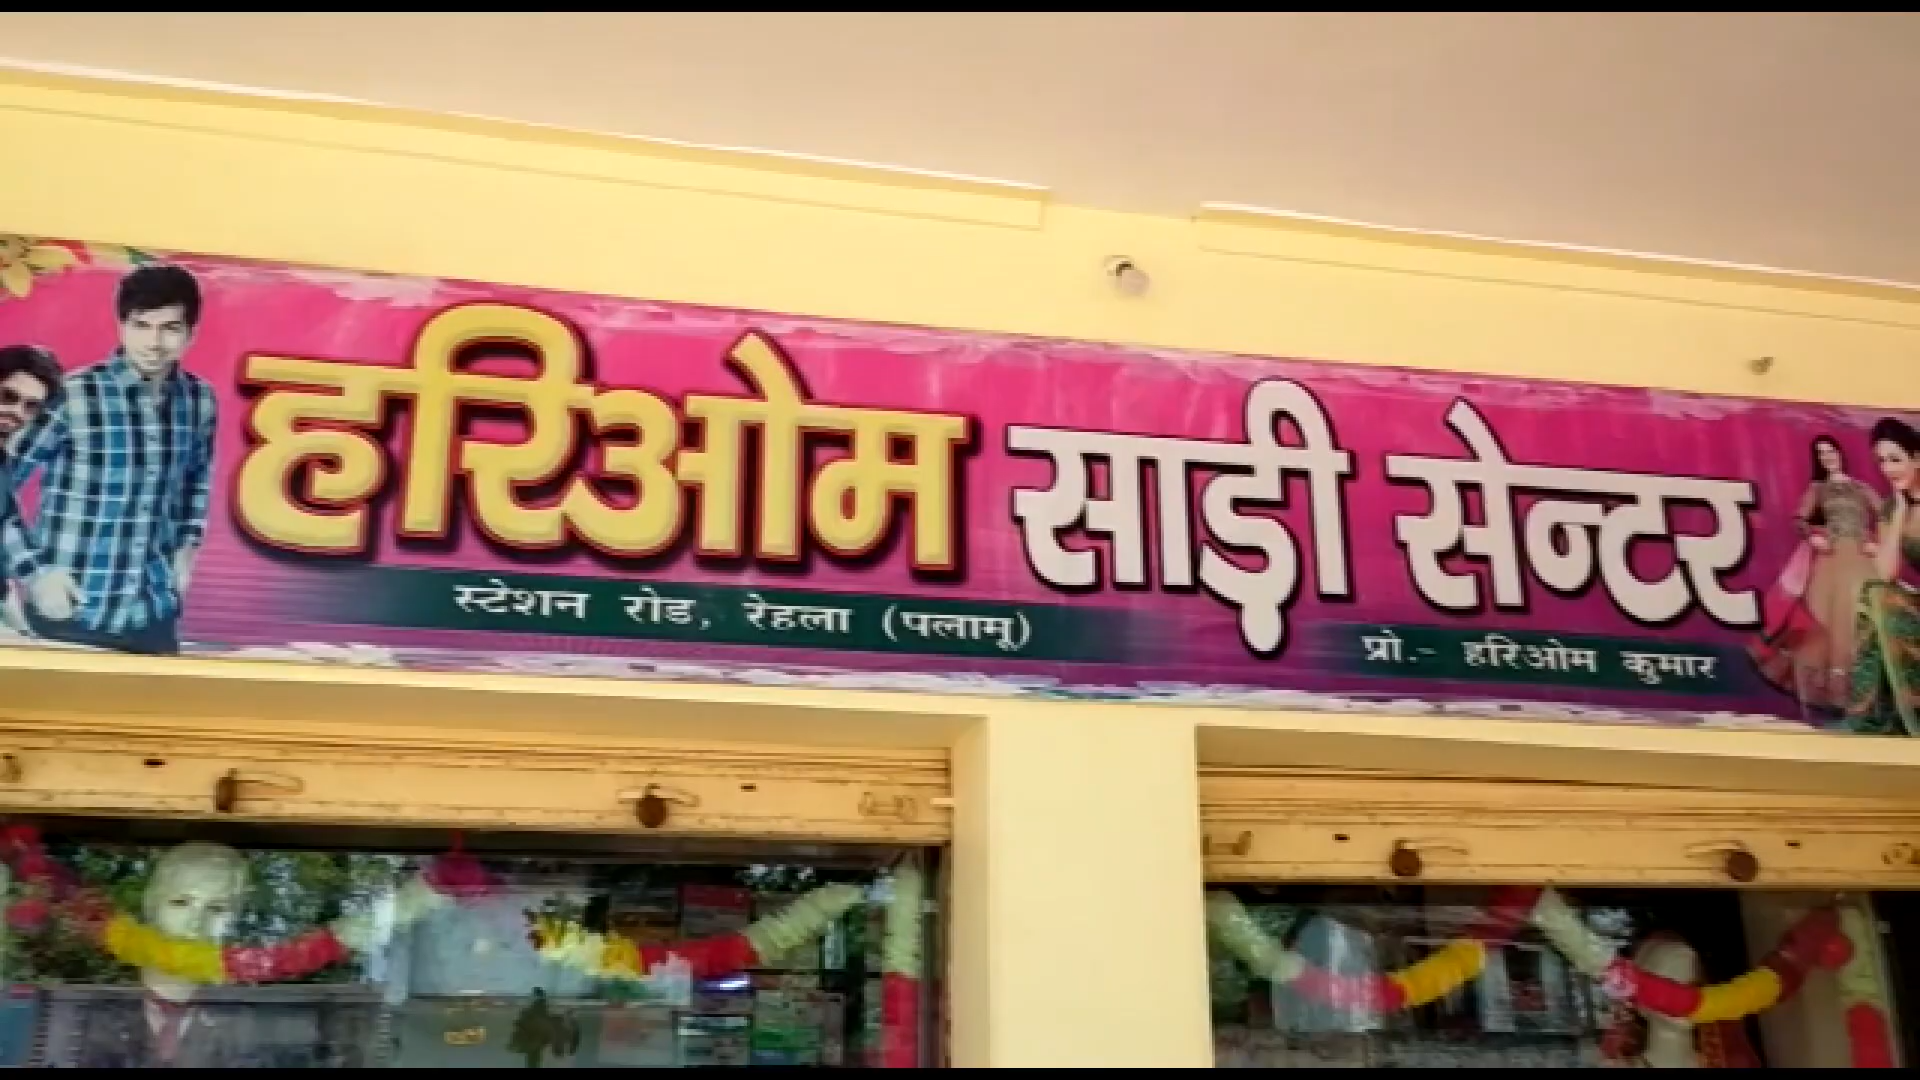 हरिओम साड़ी सेन्टर
स्टेशन रोड, रेहला (पलामू)
प्रो.- हरिओम कुमार